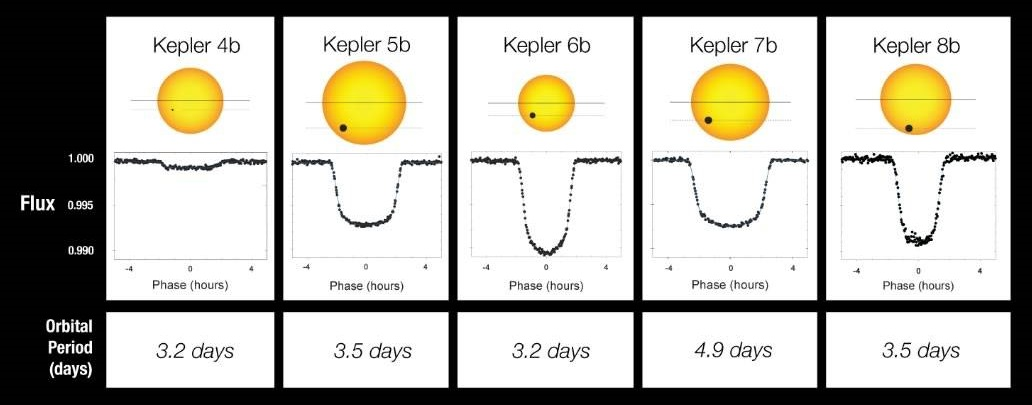 Kepler 4b
Kepler 5b
Kepler 6b
Kepler 7b
Kepler 8b
Flux
1.000
0.995
0.990
-4 0 4
-4 0 4
-4 0 4
-4 0 4
-4 0 4
Phase (hours)
Phase (hours)
Phase (hours)
Phase (hours)
Phase (hours)
Orbital
Period
(days)
3.2 days
3.5 days
3.2 days
4.9 days
3.5 days